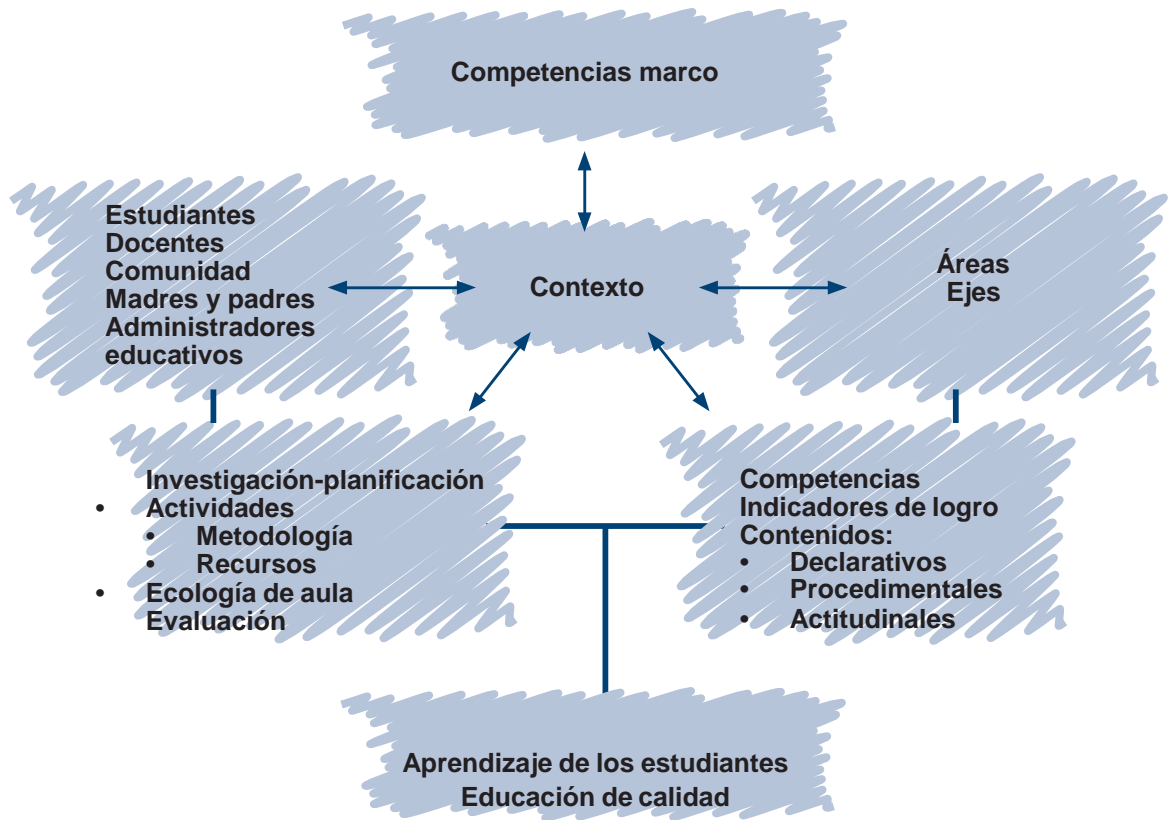 Competencias marco
Estudiantes
Docentes
Comunidad
Madres y padres
Administradores
educativos
Contexto
Áreas
Ejes
Investigación-planificación
• Actividades
• Metodología
• Recursos
• Ecología de aula
Evaluación
Competencias
Indicadores de logro
Contenidos:
• Declarativos
• Procedimentales
• Actitudinales
Aprendizaje de los estudiantes
Educación de calidad